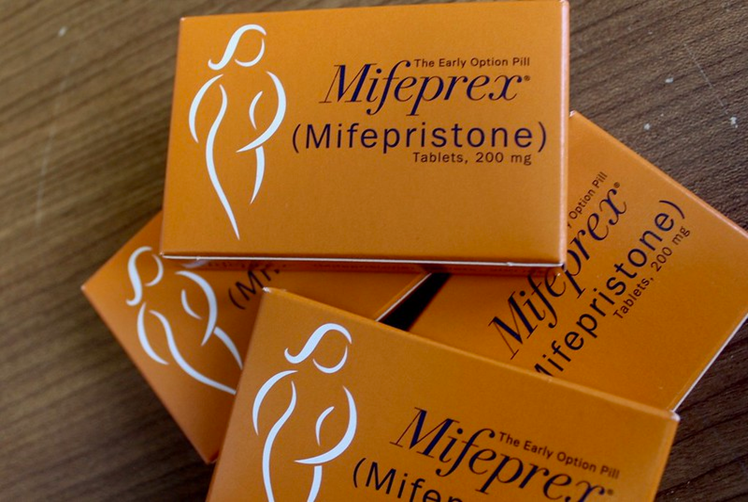 The Early Option Pill
Mifeprex®
(Mifepristone)
Tablets, 200 mg
Option Pill
Mifeprex®
Mifepristone)
Tablets, 200 mg
The Early Option Pill
Mifeprex®